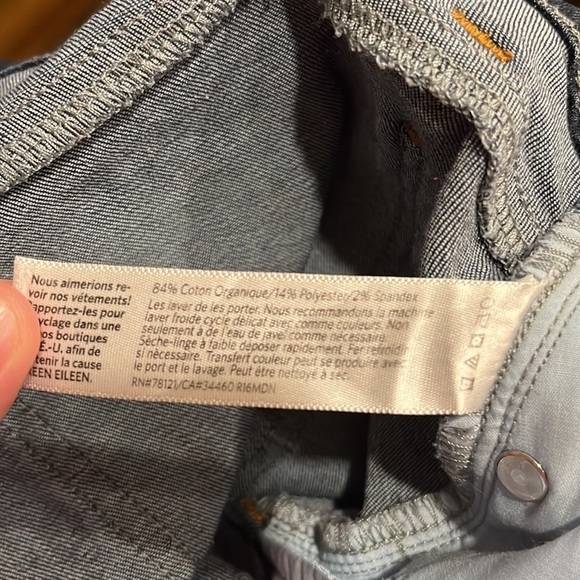 Nous aimerions re-
voir nos vêtements!
Rapportez-les pour
cyclage dans une
vos boutiques
É.-U. afin de
tenir la cause
EEN EILEEN.
84% Coton Organique/14% Polyester/2% Spandex
Les laver de les porter. Nous recommandons la machine
laver froide cycle délicat avec comme couleurs. Non
seulement à de l'eau de javel comme nécessaire.
Sèche-linge à faible déposer rapidement. Fer refroidi
si nécessaire. Transfert couleur peut se produire avec
le port et le lavage. Peut être nettoyé à sec.
RN#78121/CA#34460 R16MDN